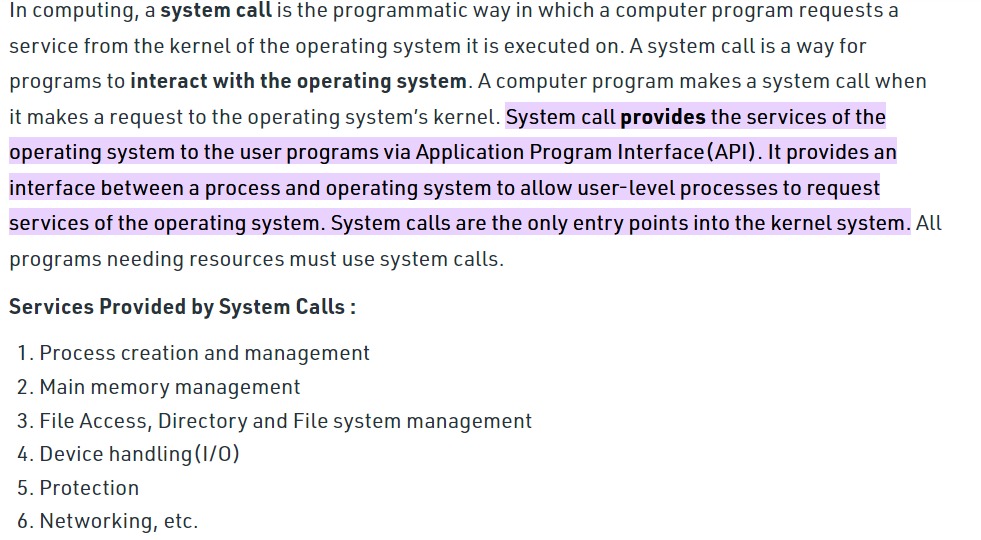 In computing, a system call is the programmatic way in which a computer program requests a
service from the kernel of the operating system it is executed on. A system call is a way for
programs to interact with the operating system. A computer program makes a system call when
it makes a request to the operating system’s kernel. System call provides the services of the
operating system to the user programs via Application Program Interface(API). It provides an
interface between a process and operating system to allow user-level processes to request
services of the operating system. System calls are the only entry points into the kernel system. All
programs needing resources must use system calls.
Services Provided by System Calls :
1. Process creation and management
2. Main memory management
3. File Access, Directory and File system management
4. Device handling(I/O)
5. Protection
6. Networking, etc.